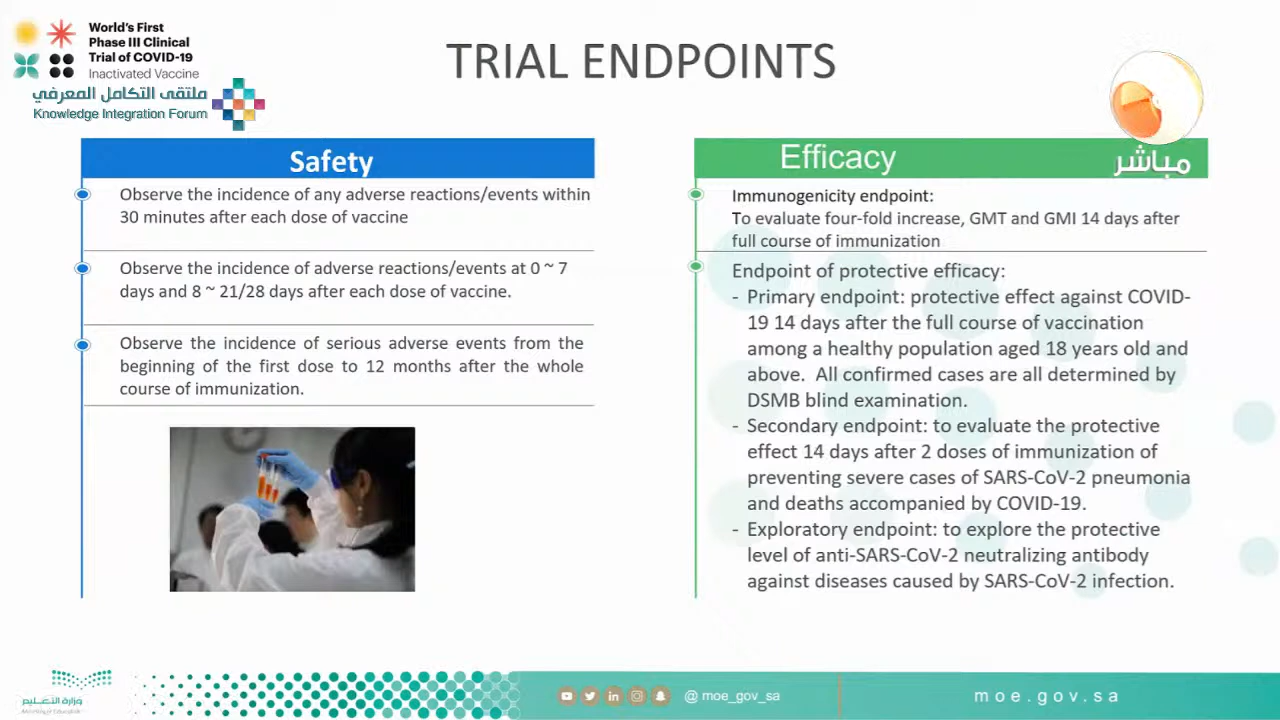 World's First
Phase III Clinical
Trial of COVID-19
Inactivated Vaccine
ملتقى التكامل المعرفي
Knowledge Integration Forum
TRIAL ENDPOINTS
مباشر
Safety
Observe the incidence of any adverse reactions/events within
30 minutes after each dose of vaccine
Observe the incidence of adverse reactions/events at 0 ~ 7
days and 8 ~ 21/28 days after each dose of vaccine.
Observe the incidence of serious adverse events from the
beginning of the first dose to 12 months after the whole
course of immunization.
Efficacy
Immunogenicity endpoint:
To evaluate four-fold increase, GMT and GMI 14 days after
full course of immunization
Endpoint of protective efficacy:
- Primary endpoint: protective effect against COVID-
19 14 days after the full course of vaccination
among a healthy population aged 18 years old and
above. All confirmed cases are all determined by
DSMB blind examination.
- Secondary endpoint: to evaluate the protective
effect 14 days after 2 doses of immunization of
preventing severe cases of SARS-CoV-2 pneumonia
and deaths accompanied by COVID-19.
- Exploratory endpoint: to explore the protective
level of anti-SARS-CoV-2 neutralizing antibody
against diseases caused by SARS-CoV-2 infection.
وزارة التعليم
Ministry of Education
@ moe_gov_sa
moe.gov.sa